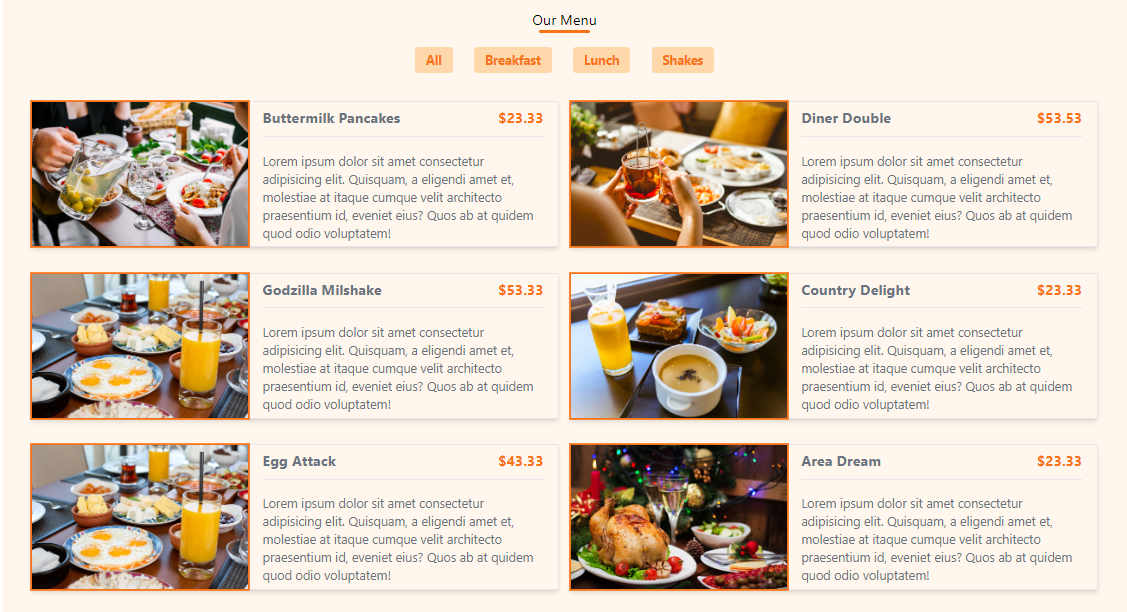 Our Menu
All
Breakfast
Lunch
Shakes
Buttermilk Pancakes $23.33
Lorem ipsum dolor sit amet consectetur
adipisicing elit. Quisquam, a eligendi amet et,
molestiae at itaque cumque velit architecto
praesentium id, eveniet eius? Quos ab at quidem
quod odio voluptatem!
Diner Double $53.53
Lorem ipsum dolor sit amet consectetur
adipisicing elit. Quisquam, a eligendi amet et,
molestiae at itaque cumque velit architecto
praesentium id, eveniet eius? Quos ab at quidem
quod odio voluptatem!
Godzilla Milshake $53.33
Lorem ipsum dolor sit amet consectetur
adipisicing elit. Quisquam, a eligendi amet et,
molestiae at itaque cumque velit architecto
praesentium id, eveniet eius? Quos ab at quidem
quod odio voluptatem!
Country Delight $23.33
Lorem ipsum dolor sit amet consectetur
adipisicing elit. Quisquam, a eligendi amet et,
molestiae at itaque cumque velit architecto
praesentium id, eveniet eius? Quos ab at quidem
quod odio voluptatem!
Egg Attack $43.33
Lorem ipsum dolor sit amet consectetur
adipisicing elit. Quisquam, a eligendi amet et,
molestiae at itaque cumque velit architecto
praesentium id, eveniet eius? Quos ab at quidem
quod odio voluptatem!
Area Dream $23.33
Lorem ipsum dolor sit amet consectetur
adipisicing elit. Quisquam, a eligendi amet et,
molestiae at itaque cumque velit architecto
praesentium id, eveniet eius? Quos ab at quidem
quod odio voluptatem!